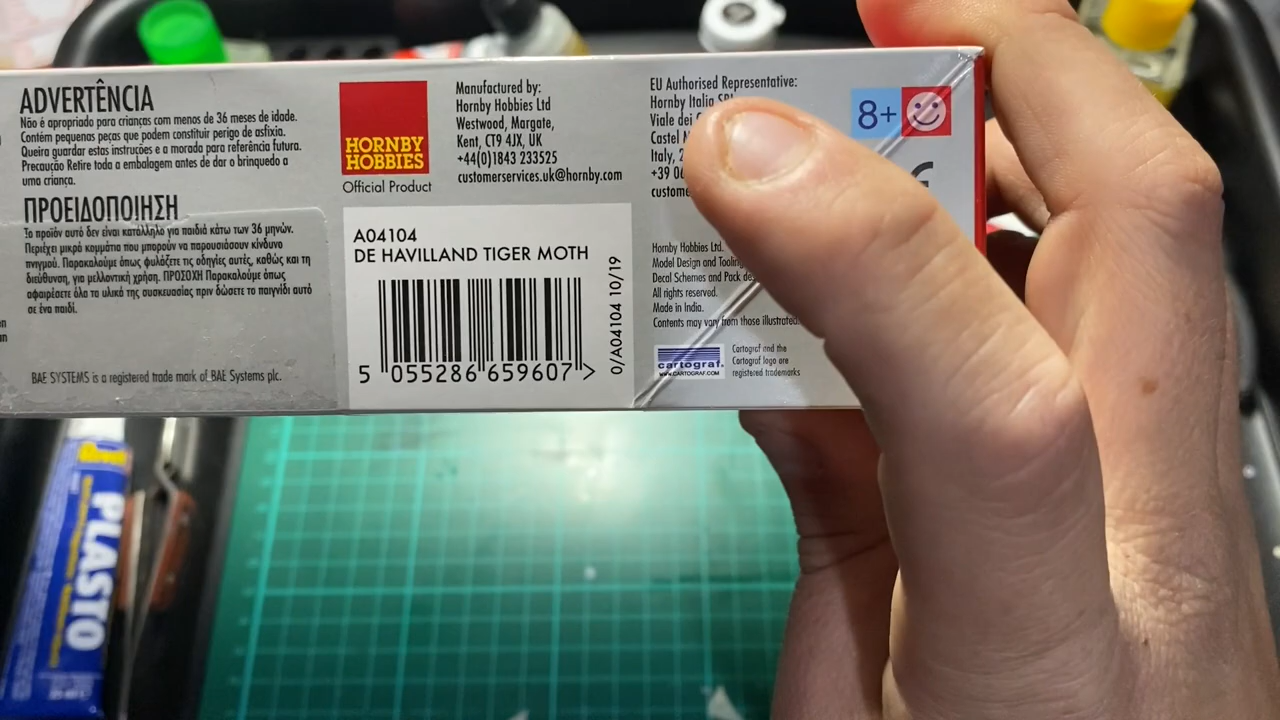 ADVERTÊNCIA
Não é apropriado para crianças com menos de 36 meses de idade.
Contém pequenas peças que podem constituir perigo de asfixia.
Queira guardar estas instruções e a morada para referência futura.
Precaução Retire toda a embalagem antes de dar o brinquedo a
uma criança.
ΠΡΟΕΙΔΟΠΟΙΗΣΗ
Το προϊόν αυτό δεν είναι κατάλληλο για παιδιά κάτω των 36 μηνών.
Περιέχει μικρά κομμάτια που μπορούν να παρουσιάσουν κίνδυνο
πνιγμού. Παρακαλούμε όπως φυλάξετε τις οδηγίες αυτές, καθώς και τη
διεύθυνση, για μελλοντική χρήση. ΠΡΟΣΟΧΗ Παρακαλούμε όπως
αφαιρέσετε όλα τα υλικά της συσκευασίας πριν δώσετε το παιχνίδι αυτό
σε ένα παιδί.
BAE SYSTEMS is a registered trade mark of BAE Systems plc.
HORNBY
HOBBIES
Official Product
Manufactured by:
Hornby Hobbies Ltd
Westwood, Margate,
Kent, CT9 4JX, UK
+44(0)1843 233525
customerservices.uk@hornby.com
A04104
DE HAVILLAND TIGER MOTH
5 055286 659607 >
0/A04104 10/19
EU Authorised Representative:
Hornby Italia
Viale dei
Castel
Italy,
+39
8+
Hornby Hobbies Ltd.
Model Design and Tooling
Decal Schemes and Pack
All rights reserved.
Made in India.
Contents may vary from those illustrated.
cartograf.
WWW.CARTOGRAF.COM
Cartograf and the
Cartograf logo are
registered trademarks
PLASTO